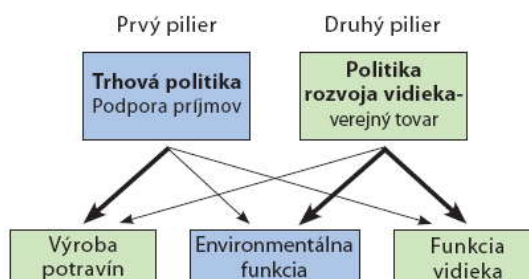 Prvý pilier
Druhý pilier
Trhová politika
Podpora príjmov
Politika
rozvoja vidieka-
verejný tovar
Výroba
potravín
Environmentálna
funkcia
Funkcia
vidieka